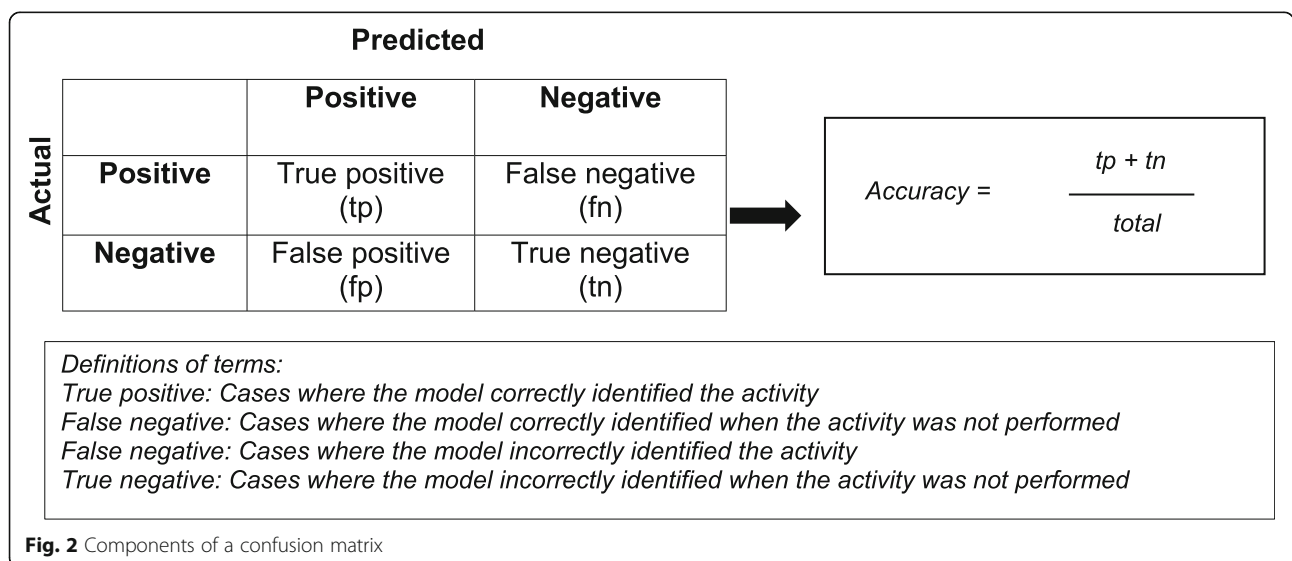 Predicted
Actual
Positive Negative
Positive True positive (tp) False negative (fn)
Negative False positive (fp) True negative (tn)
Accuracy = tp + tn
total
Definitions of terms:
True positive: Cases where the model correctly identified the activity
False negative: Cases where the model correctly identified when the activity was not performed
False negative: Cases where the model incorrectly identified the activity
True negative: Cases where the model incorrectly identified when the activity was not performed
Fig. 2 Components of a confusion matrix